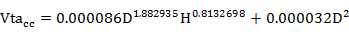 Vta_cc = 0.000086D^1.882935 H^0.8132698 + 0.000032D^2